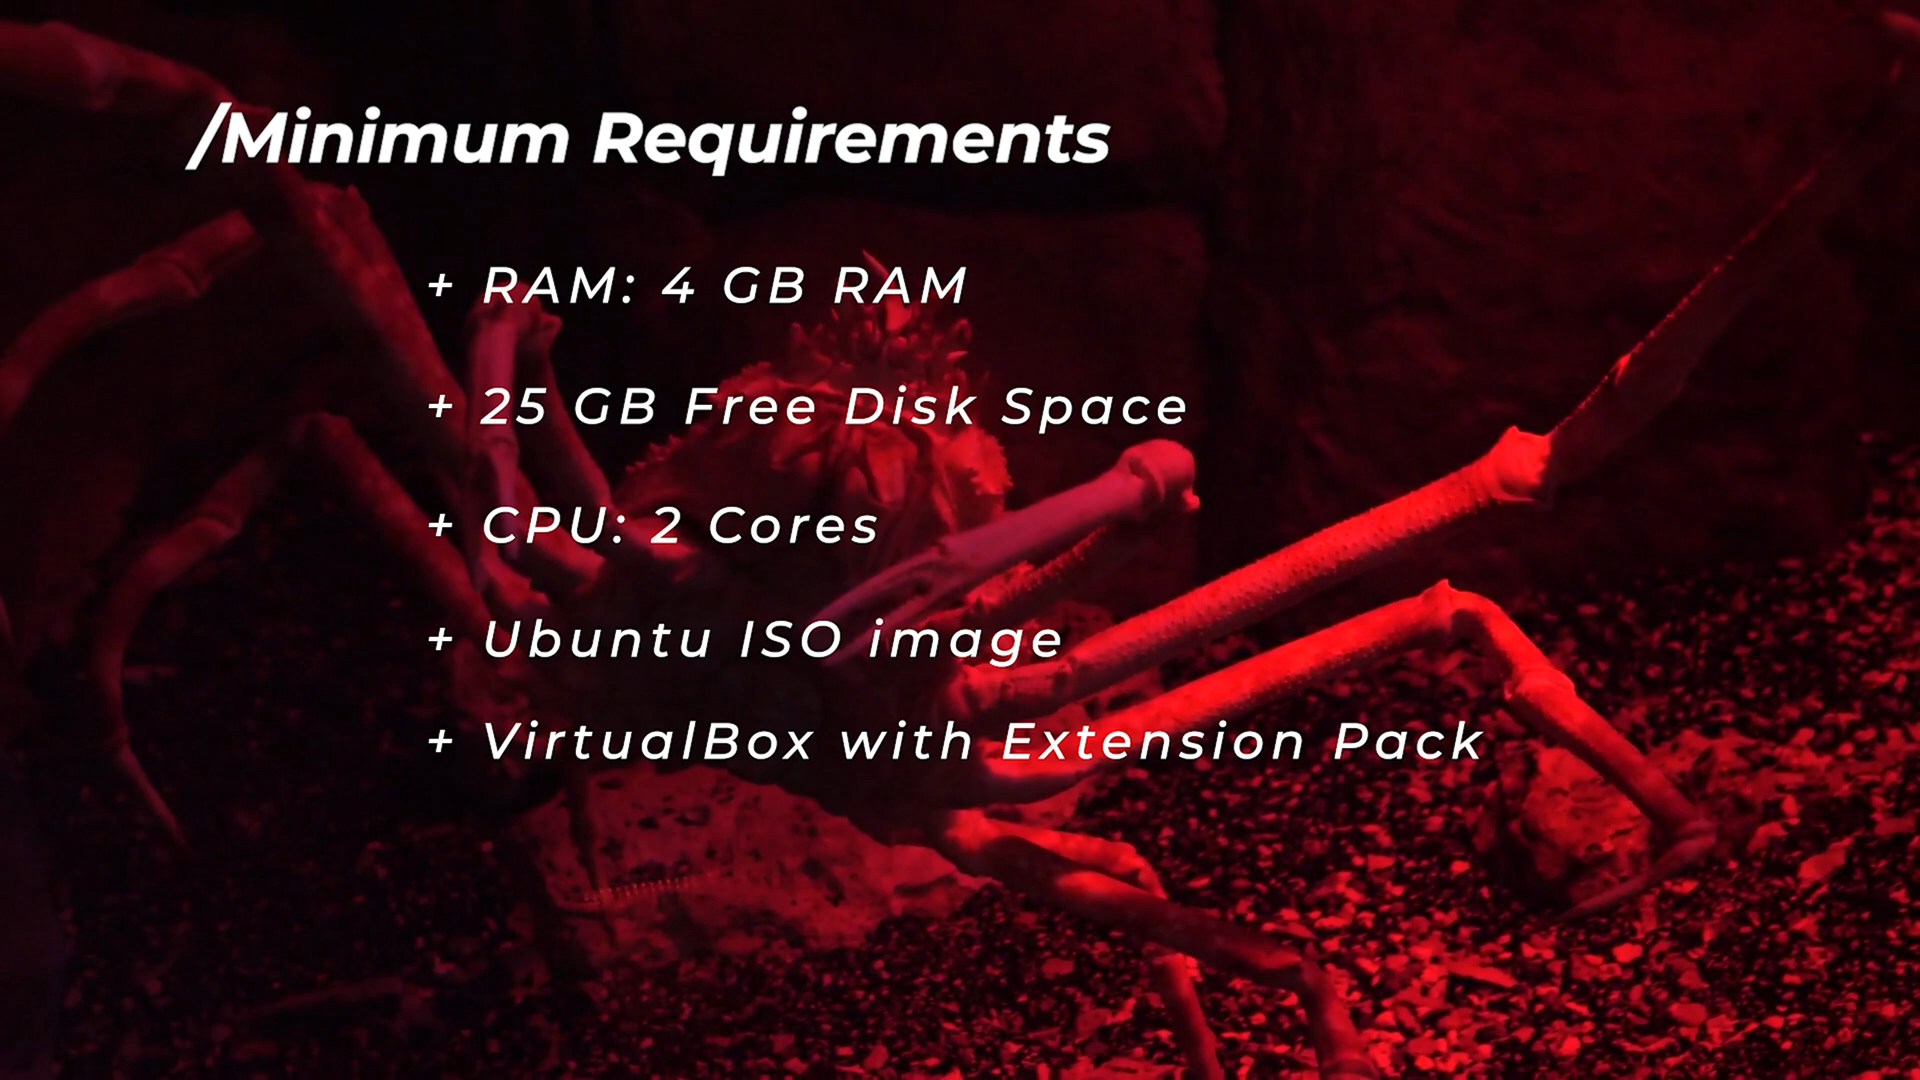 /Minimum Requirements
+ RAM: 4 GB RAM
+ 25 GB Free Disk Space
+ CPU: 2 Cores
+ Ubuntu ISO image
+ VirtualBox with Extension Pack